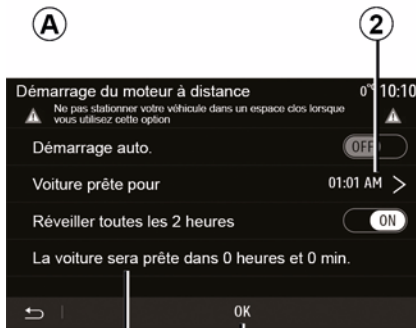 A
2
Démarrage du moteur à distance 0° 10:10
Ne pas stationner votre véhicule dans un espace clos lorsque
vous utilisez cette option
Démarrage auto. OFF
Voiture prête pour 01:01 AM >
Réveiller toutes les 2 heures ON
La voiture sera prête dans 0 heures et 0 min.
OK